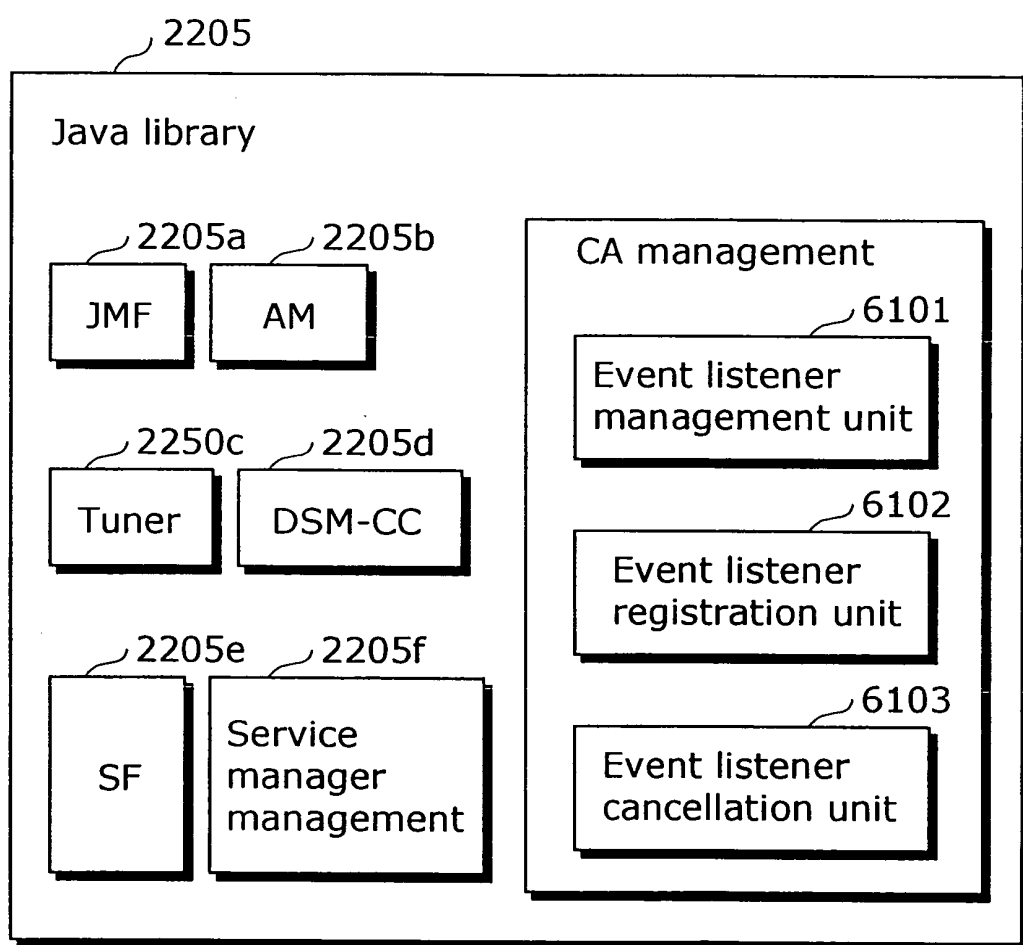 2205
Java library
2205a
2205b
JMF
AM
2250c
2205d
Tuner
DSM-CC
2205e
2205f
SF
Service
manager
management
CA management
6101
Event listener
management unit
6102
Event listener
registration unit
6103
Event listener
cancellation unit